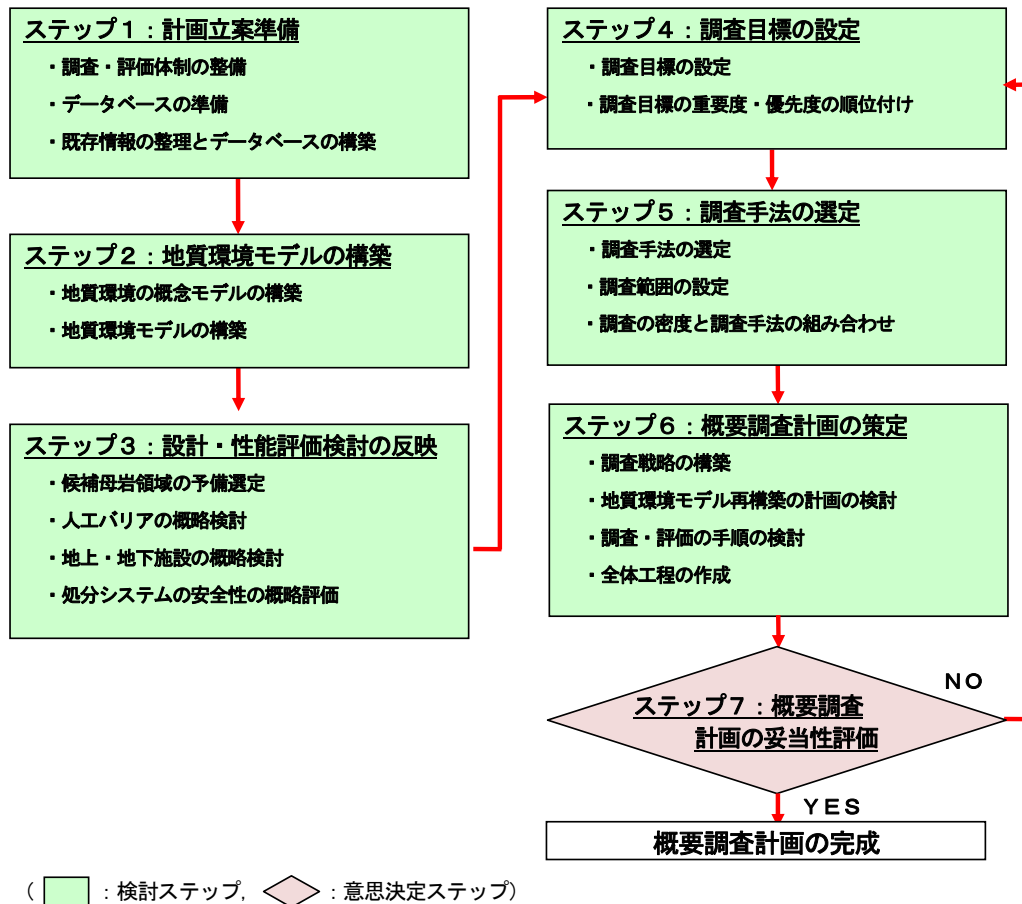 ステップ１：計画立案準備
・調査・評価体制の整備
・データベースの準備
・既存情報の整理とデータベースの構築
ステップ２：地質環境モデルの構築
・地質環境の概念モデルの構築
・地質環境モデルの構築
ステップ３：設計・性能評価検討の反映
・候補母岩領域の予備選定
・人工バリアの概略検討
・地上・地下施設の概略検討
・処分システムの安全性の概略評価
ステップ４：調査目標の設定
・調査目標の設定
・調査目標の重要度・優先度の順位付け
ステップ５：調査手法の選定
・調査手法の選定
・調査範囲の設定
・調査の密度と調査手法の組み合わせ
ステップ６：概要調査計画の策定
・調査戦略の構築
・地質環境モデル再構築の計画の検討
・調査・評価の手順の検討
・全体工程の作成
ステップ７：概要調査
計画の妥当性評価
ＮＯ
ＹＥＳ
概要調査計画の完成
（　：検討ステップ,　：意思決定ステップ）